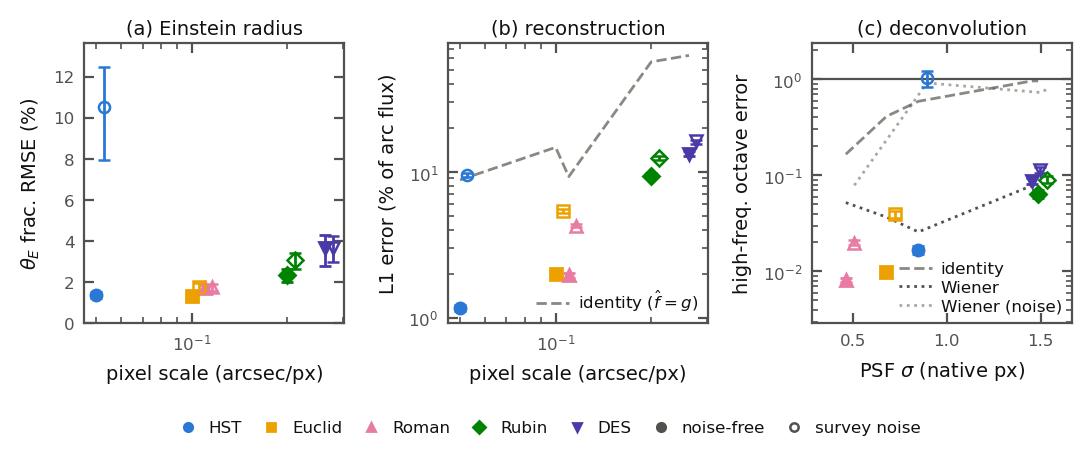 (a) Einstein radius
(b) reconstruction
(c) deconvolution
θ_E frac. RMSE (%)
12
10
8
6
4
2
0
10⁻¹
pixel scale (arcsec/px)
L1 error (% of arc flux)
10¹
10⁰
identity (f̂ = g)
10⁻¹
pixel scale (arcsec/px)
high-freq. octave error
10⁰
10⁻¹
10⁻²
identity
Wiener
Wiener (noise)
0.5 1.0 1.5
PSF σ (native px)
HST Euclid Roman Rubin DES noise-free survey noise